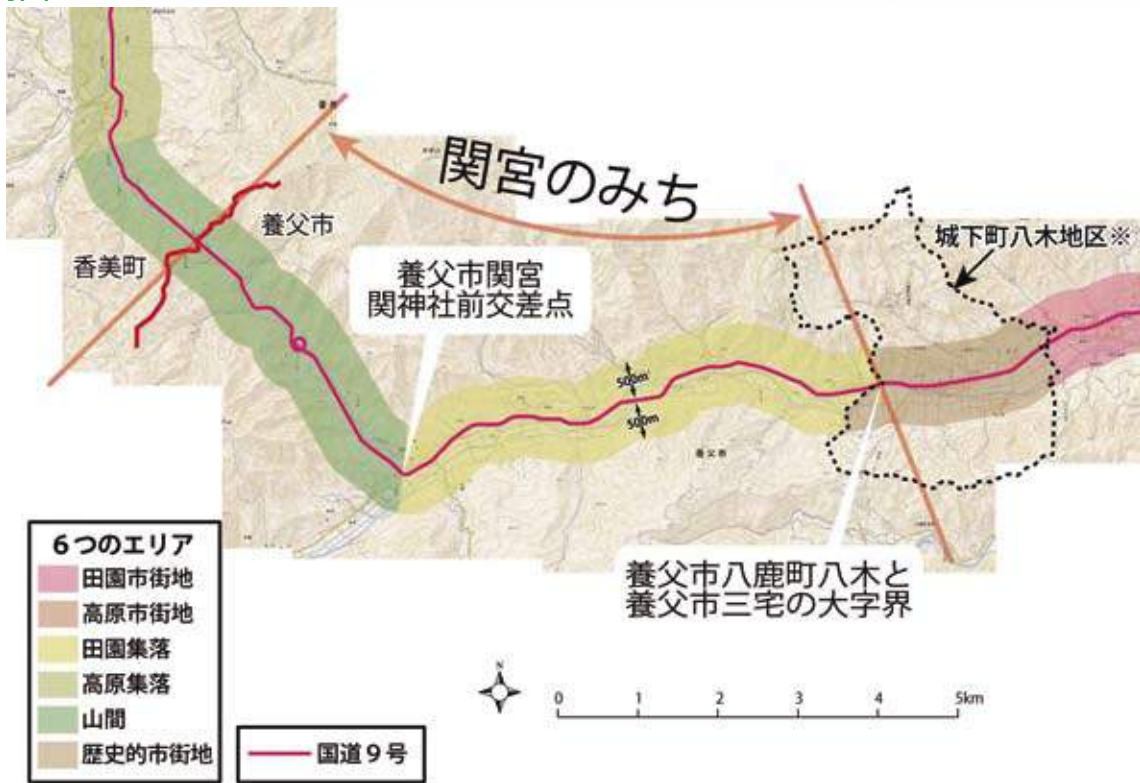 関宮のみち
城下町八木地区※
養父市
香美町
養父市関宮
関神社前交差点
500m
500m
養父市
養父市八鹿町八木と
養父市三宅の大字界
6つのエリア
田園市街地
高原市街地
田園集落
高原集落
山間
歴史的市街地
国道9号
N
0 1 2 3 4 5km